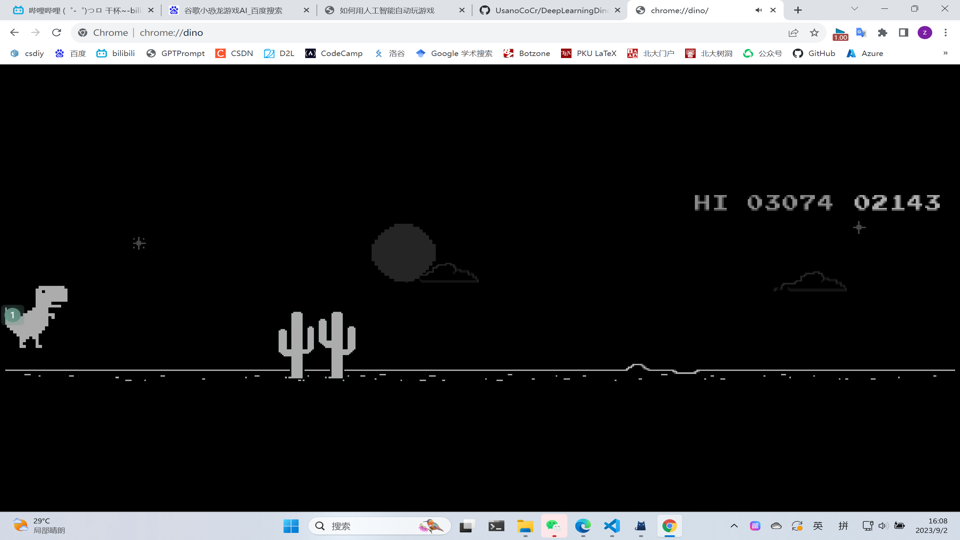 哔哩哔哩 (゜-゜)つロ 干杯~-bili
谷歌小恐龙游戏AI_百度搜索
如何用人工智能自动玩游戏
UsanoCoCr/DeepLearningDin
chrome://dino/
Chrome | chrome://dino
1.00
z
csdiy
百度
bilibili
GPTPrompt
CSDN
D2L
CodeCamp
洛谷
Google 学术搜索
Botzone
PKU LaTeX
北大门户
北大树洞
公众号
GitHub
Azure
»
HI 03074 02143
1
29°C
局部晴朗
搜索
英
拼
16:08
2023/9/2